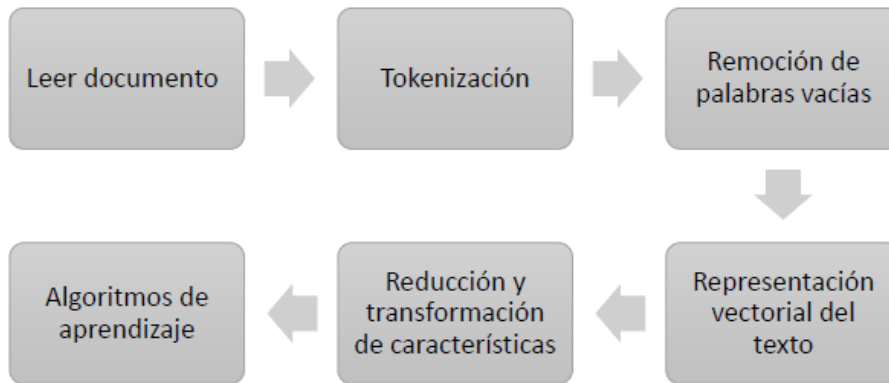 Leer documento
Tokenización
Remoción de
palabras vacías
Representación
vectorial del
texto
Reducción y
transformación
de características
Algoritmos de
aprendizaje